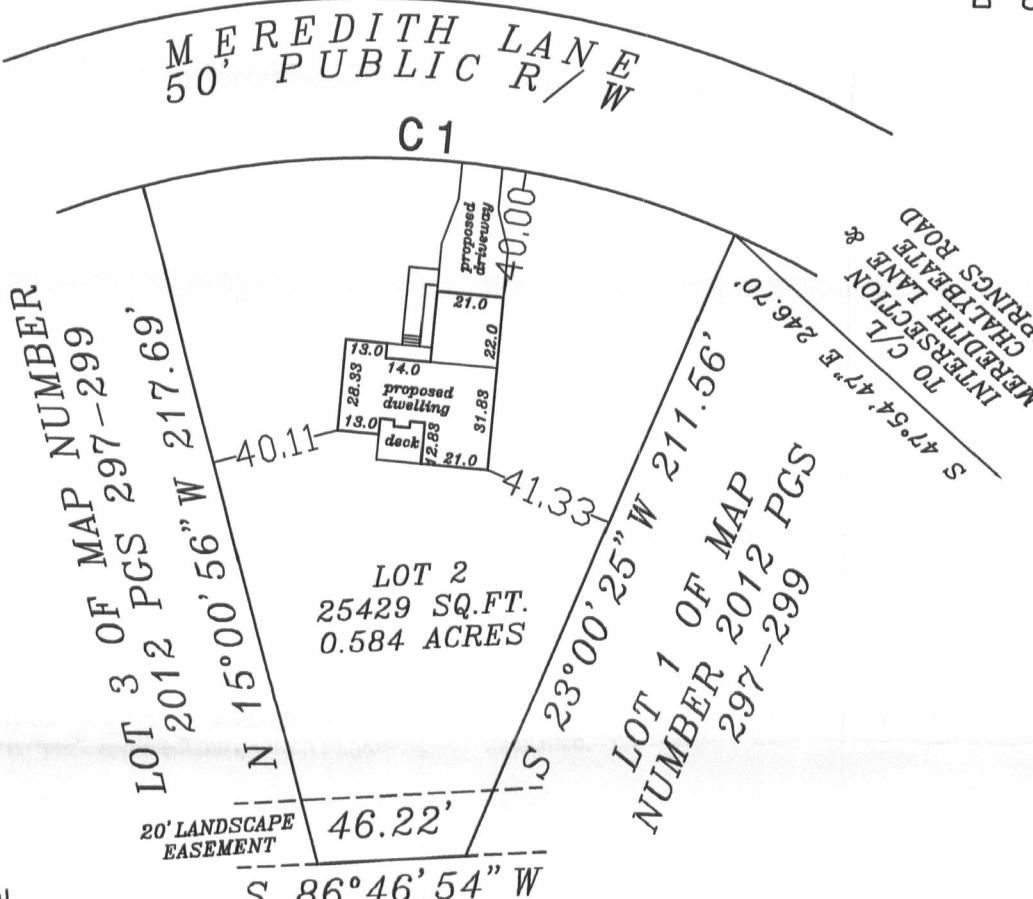 MEREDITH LANE
50' PUBLIC R/W
C1
proposed
driveway
40.00
21.0
22.0
13.0
14.0
28.33
proposed
dwelling
31.83
13.0
deck
12.83
21.0
40.11
41.33
LOT 2
25429 SQ.FT.
0.584 ACRES
LOT 3 OF MAP NUMBER
2012 PGS 297-299
N 15°00'56" W 217.69'
S 23°00'25" W 211.56'
LOT 1 OF MAP
NUMBER 2012 PGS
297-299
S 47°54'47" E 246.70'
TO C/L
INTERSECTION
MEREDITH LANE &
CHALYBEATE
ROAD
20' LANDSCAPE
EASEMENT
46.22'
S 86°46'54" W